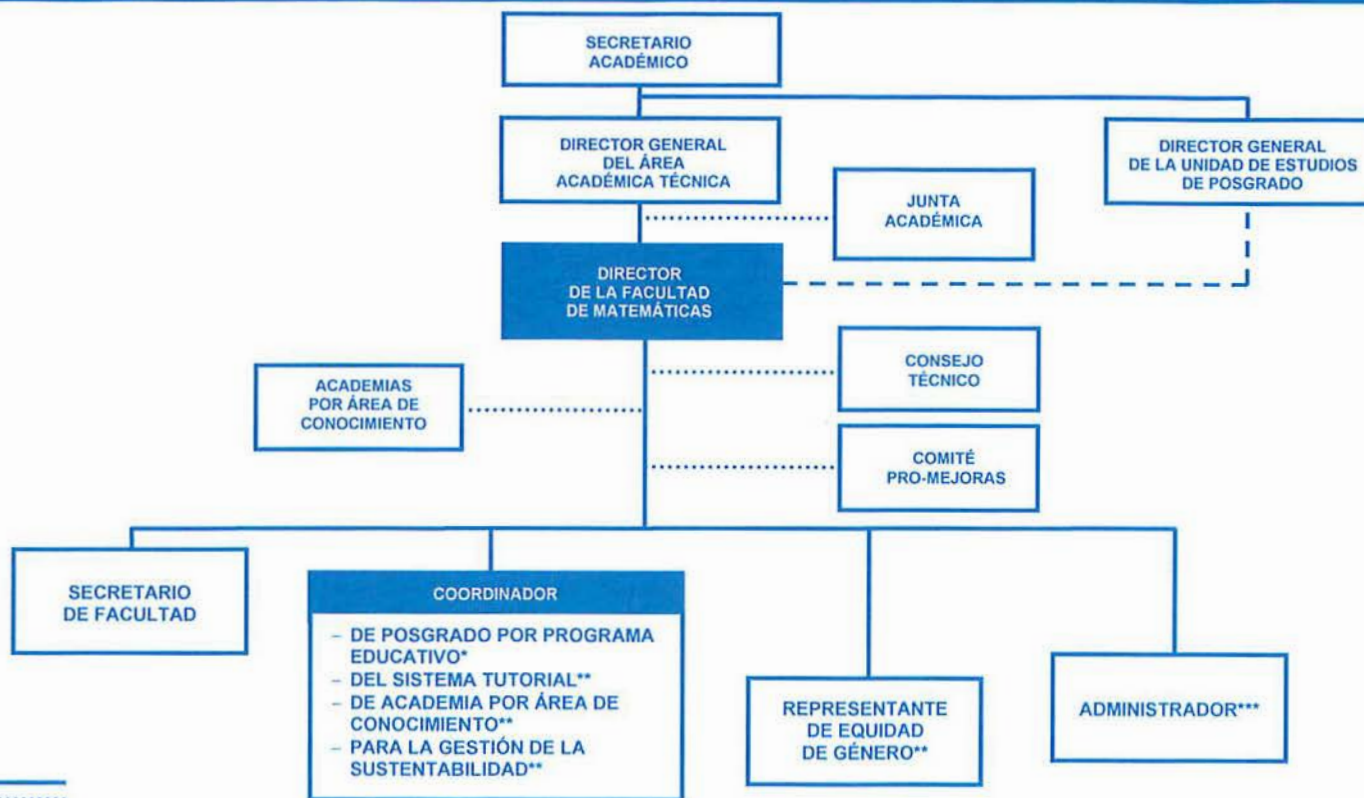 SECRETARIO
ACADÉMICO
DIRECTOR GENERAL
DEL ÁREA
ACADÉMICA TÉCNICA
DIRECTOR GENERAL
DE LA UNIDAD DE ESTUDIOS
DE POSGRADO
JUNTA
ACADÉMICA
DIRECTOR
DE LA FACULTAD
DE MATEMÁTICAS
CONSEJO
TÉCNICO
ACADEMIAS
POR ÁREA DE
CONOCIMIENTO
COMITÉ
PRO-MEJORAS
SECRETARIO
DE FACULTAD
COORDINADOR
– DE POSGRADO POR PROGRAMA
EDUCATIVO*
– DEL SISTEMA TUTORIAL**
– DE ACADEMIA POR ÁREA DE
CONOCIMIENTO**
– PARA LA GESTIÓN DE LA
SUSTENTABILIDAD**
REPRESENTANTE
DE EQUIDAD
DE GÉNERO**
ADMINISTRADOR***